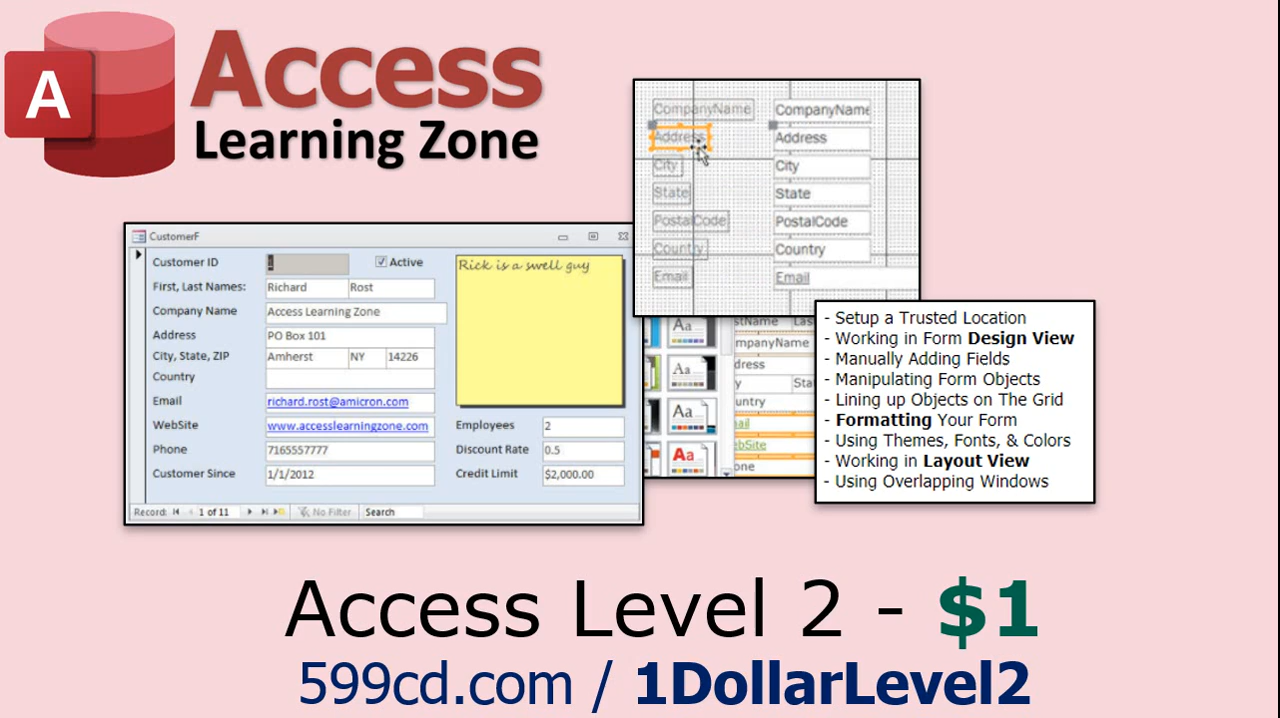 A
Access
Learning Zone
CompanyName CompanyName
Address Address
City City
State State
PostalCode PostalCode
Country Country
Email Email
CustomerF
Customer ID Active
First, Last Names: Richard Rost
Company Name Access Learning Zone
Address PO Box 101
City, State, ZIP Amherst NY 14226
Country
Email richard.rost@amicron.com
WebSite www.accesslearningzone.com
Phone 7165557777
Customer Since 1/1/2012
Rick is a swell guy
Employees 2
Discount Rate 0.5
Credit Limit $2,000.00
Record: 1 of 11 No Filter Search
Aa
Aa
Aa
Aa
- Setup a Trusted Location
- Working in Form Design View
- Manually Adding Fields
- Manipulating Form Objects
- Lining up Objects on The Grid
- Formatting Your Form
- Using Themes, Fonts, & Colors
- Working in Layout View
- Using Overlapping Windows
Access Level 2 - $1
599cd.com / 1DollarLevel2